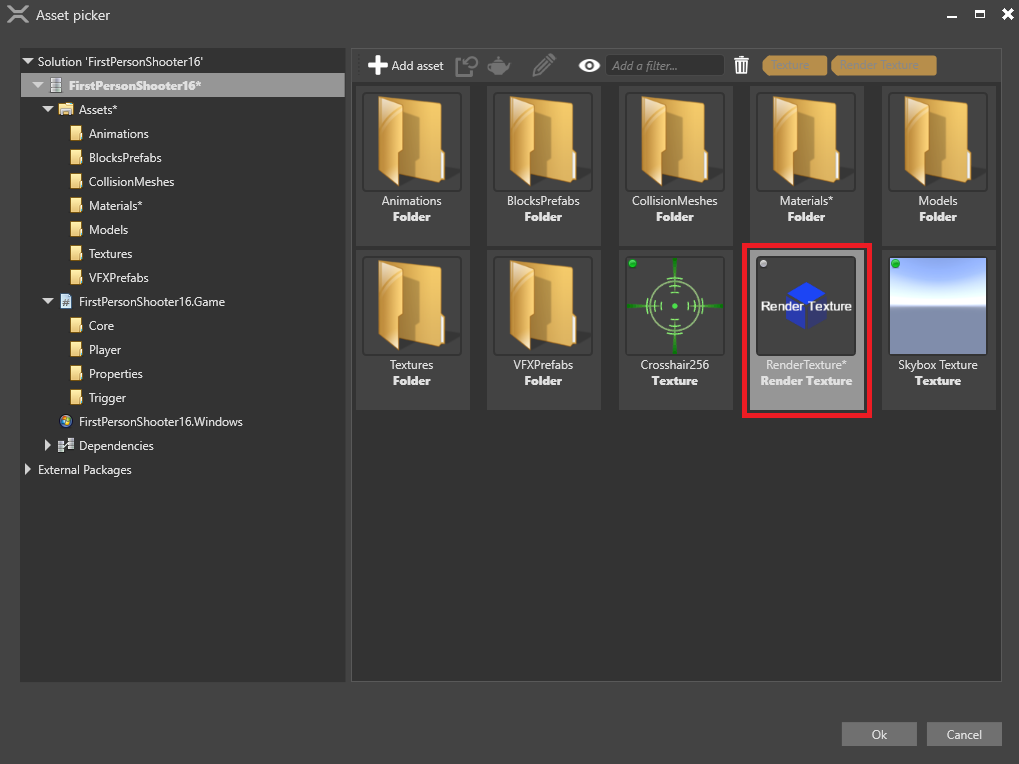 Asset picker
Solution 'FirstPersonShooter16'
FirstPersonShooter16*
Assets*
Animations
BlocksPrefabs
CollisionMeshes
Materials*
Models
Textures
VFXPrefabs
FirstPersonShooter16.Game
Core
Player
Properties
Trigger
FirstPersonShooter16.Windows
Dependencies
External Packages
Add asset
Add a filter...
Texture
Render Texture
Animations
Folder
BlocksPrefabs
Folder
CollisionMeshes
Folder
Materials*
Folder
Models
Folder
Textures
Folder
VFXPrefabs
Folder
Crosshair256
Texture
Render Texture
RenderTexture*
Render Texture
Skybox Texture
Texture
Ok
Cancel